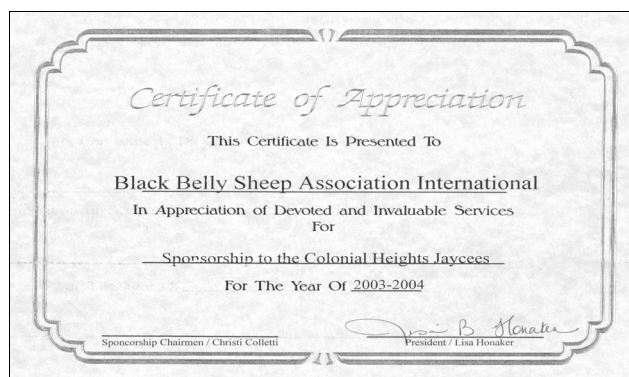 Certificate of Appreciation
This Certificate Is Presented To
Black Belly Sheep Association International
In Appreciation of Devoted and Invaluable Services
For
Sponsorship to the Colonial Heights Jaycees
For The Year Of 2003-2004
Lisa B Honaker
Sponcorship Chairmen / Christi Colletti
President / Lisa Honaker